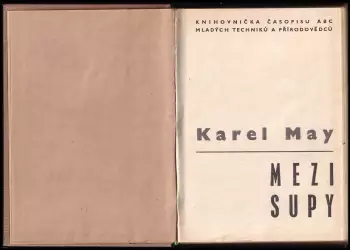 KNIHOVNIČKA ČASOPISU ABC
MLADÝCH TECHNIKŮ A PŘÍRODOVĚDCŮ
Karel May
MEZI
SUPY